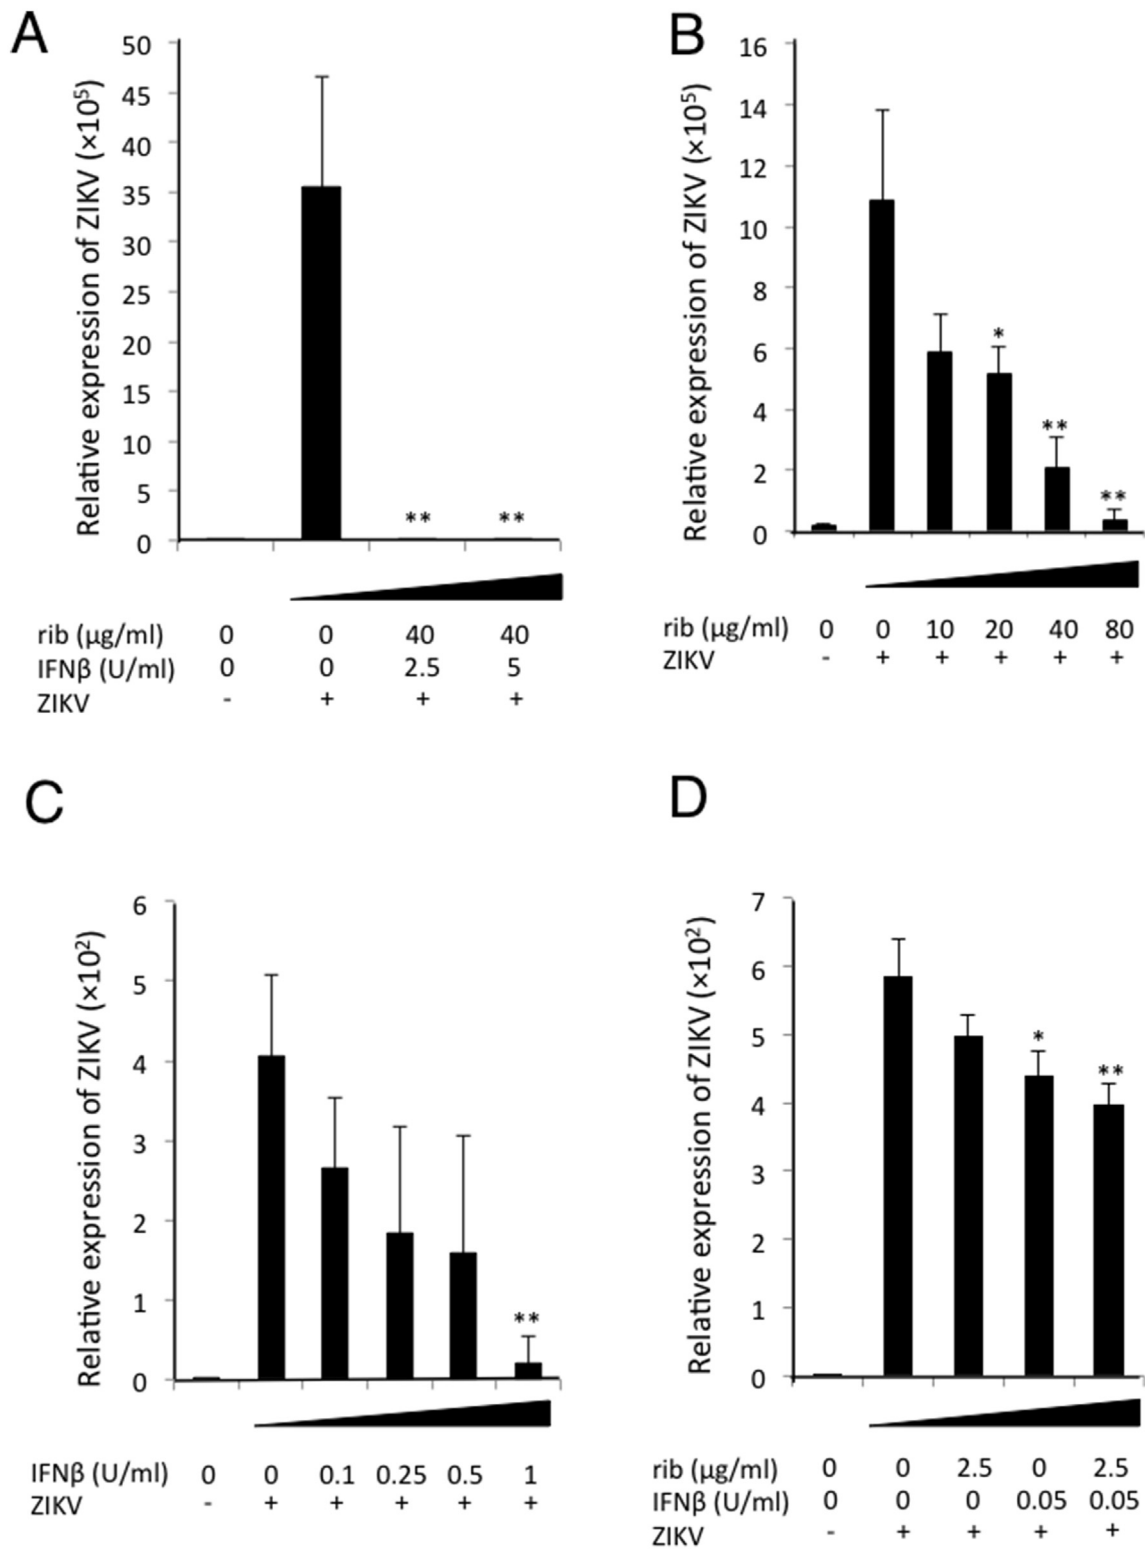 A
Relative expression of ZIKV (×10⁵)
50
45
40
35
30
25
20
15
10
5
0
** **
rib (µg/ml) 0 0 40 40
IFNβ (U/ml) 0 0 2.5 5
ZIKV - + + +
B
Relative expression of ZIKV (×10⁵)
16
14
12
10
8
6
4
2
0
*
**
**
rib (µg/ml) 0 0 10 20 40 80
ZIKV - + + + + +
C
Relative expression of ZIKV (×10²)
6
5
4
3
2
1
0
**
IFNβ (U/ml) 0 0 0.1 0.25 0.5 1
ZIKV - + + + + +
D
Relative expression of ZIKV (×10²)
7
6
5
4
3
2
1
0
*
**
rib (µg/ml) 0 0 2.5 0 2.5
IFNβ (U/ml) 0 0 0 0.05 0.05
ZIKV - + + + +